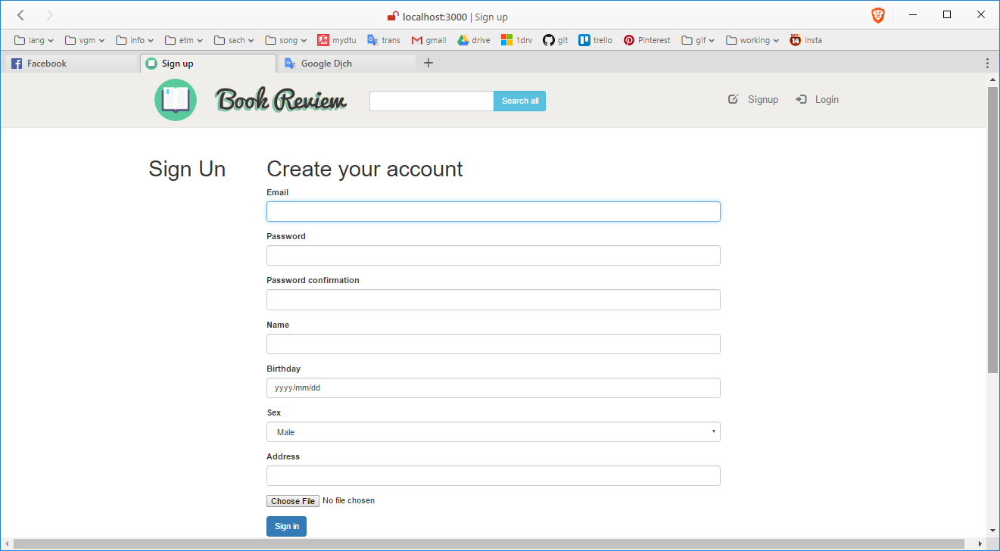 localhost:3000 | Sign up
lang vgm info etm sach song mydtu trans gmail drive 1drv git trello Pinterest gif working insta
Facebook Sign up Google Dịch
Book Review Search all Signup Login
Sign Un Create your account
Email
Password
Password confirmation
Name
Birthday
yyyy/mm/dd
Sex
Male
Address
Choose File No file chosen
Sign in